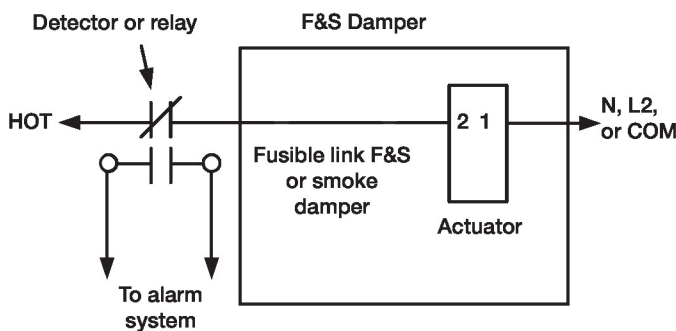 Detector or relay
F&S Damper
HOT
2 1
N, L2,
or COM
Fusible link F&S
or smoke
damper
Actuator
To alarm
system